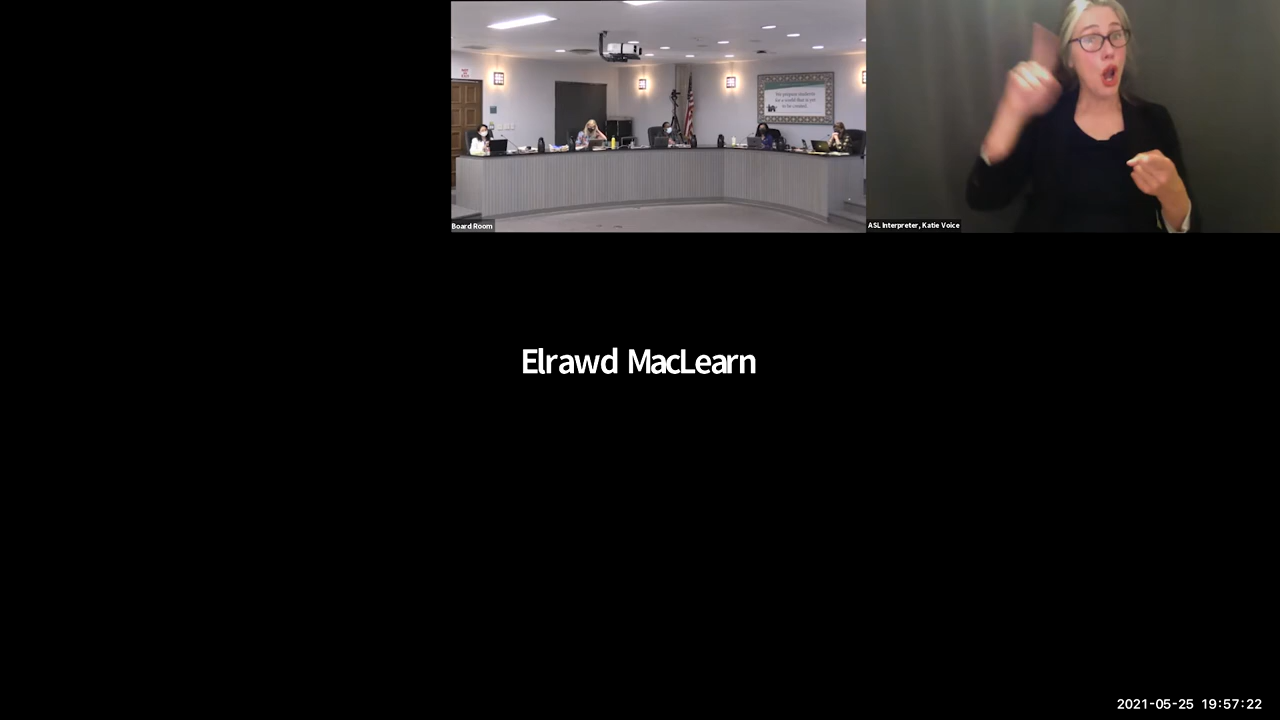 Board Room
ASL Interpreter, Katie Voice
Elrawd MacLearn
2021-05-25 19:57:22